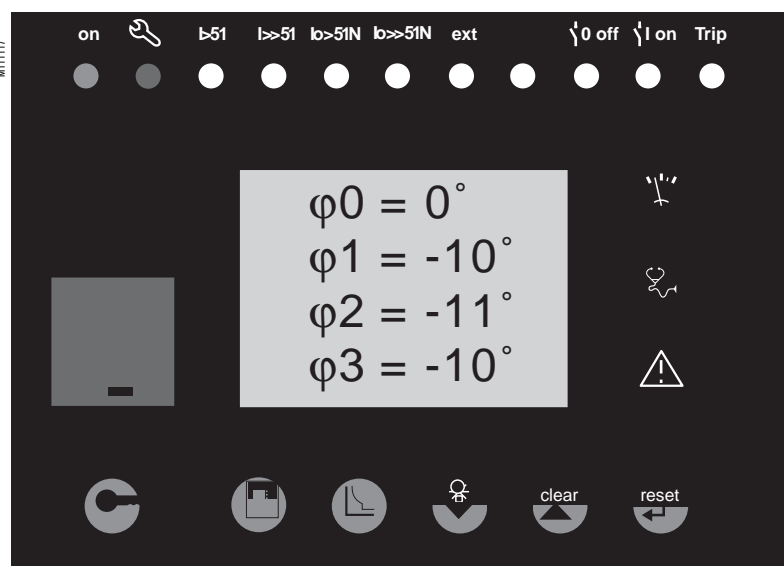 on I>51 I>>51 Io>51N Io>>51N ext 0 off I on Trip
φ0 = 0°
φ1 = -10°
φ2 = -11°
φ3 = -10°
clear reset